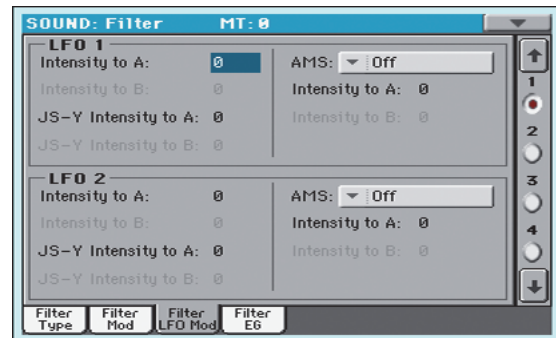 SOUND: Filter MT: 0
LFO 1
Intensity to A: 0 AMS: Off
Intensity to B: 0 Intensity to A: 0
JS-Y Intensity to A: 0 Intensity to B: 0
JS-Y Intensity to B: 0
LFO 2
Intensity to A: 0 AMS: Off
Intensity to B: 0 Intensity to A: 0
JS-Y Intensity to A: 0 Intensity to B: 0
JS-Y Intensity to B: 0
1
2
3
4
Filter Type Filter Mod Filter LFO Mod Filter EG